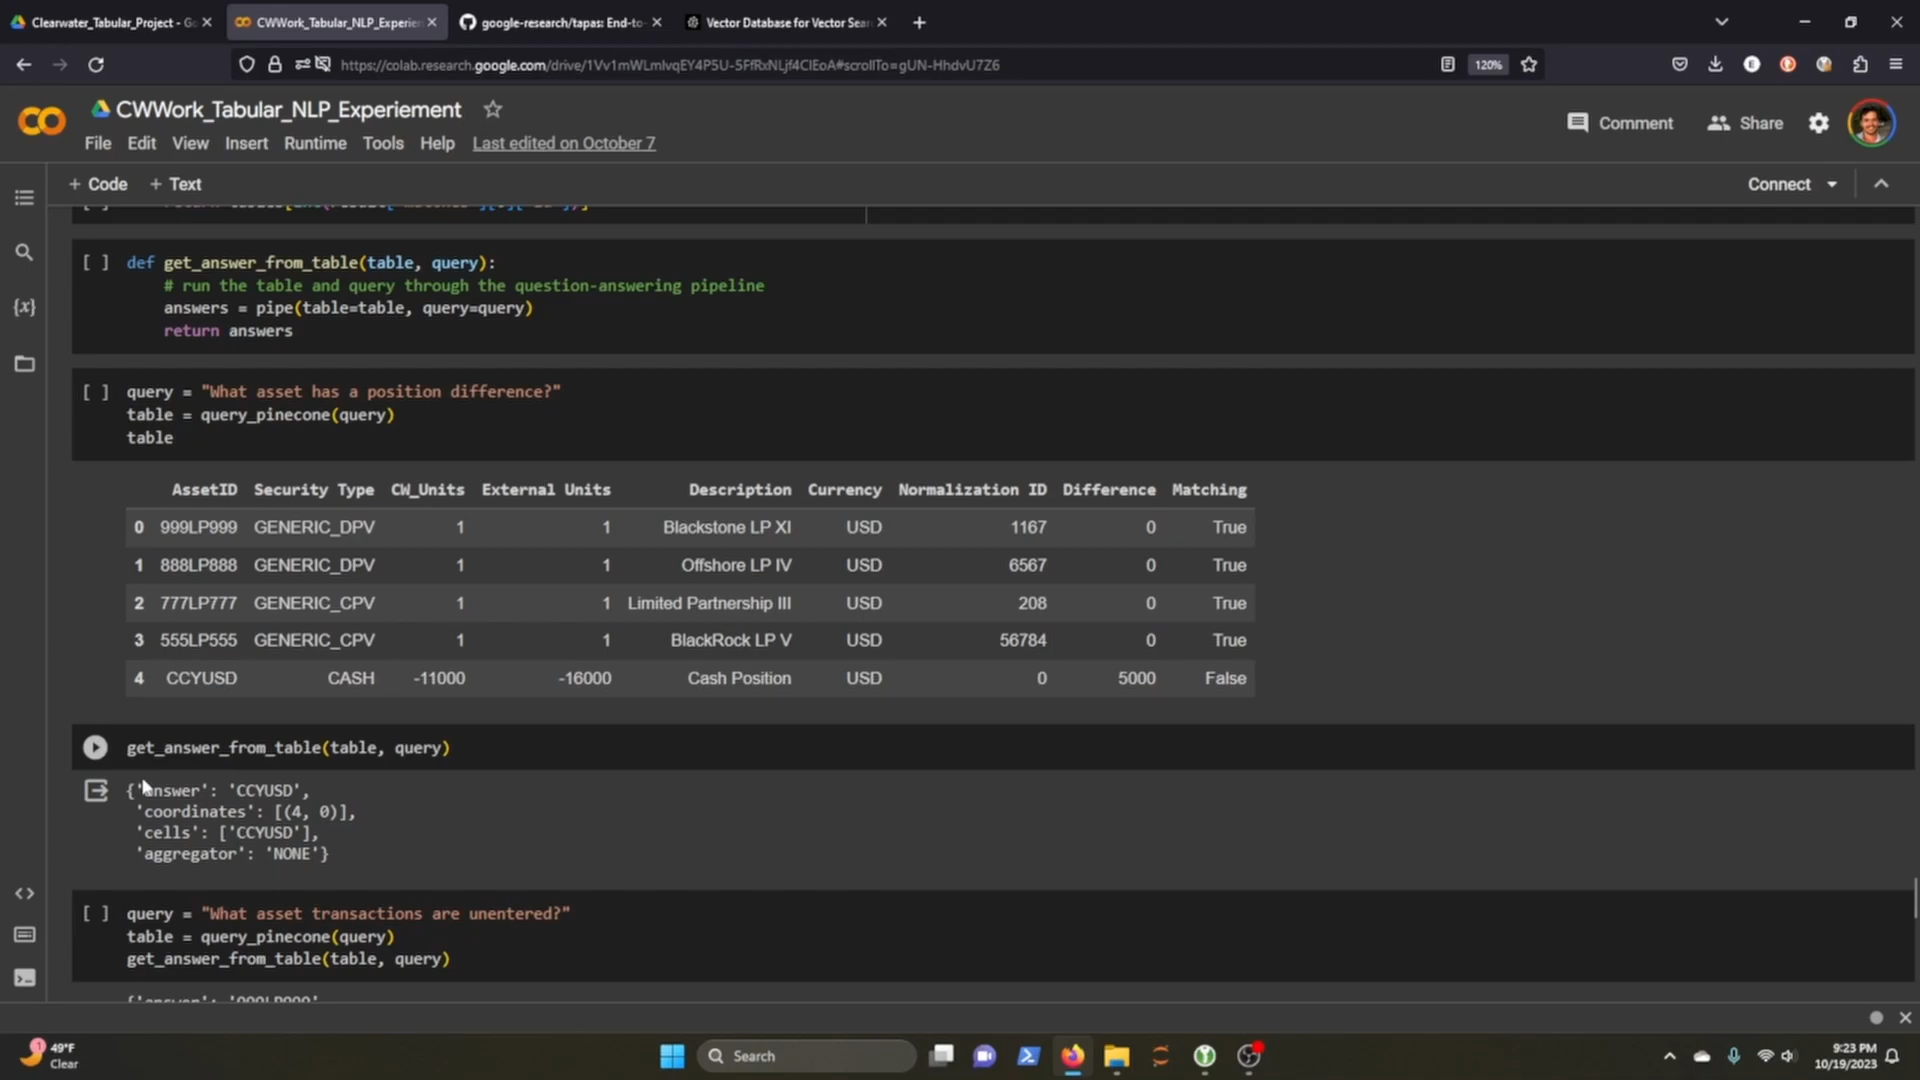 Clearwater_Tabular_Project - Go
CWWork_Tabular_NLP_Experie
google-research/tapas: End-to-
Vector Database for Vector Sear
https://colab.research.google.com/drive/1Vv1mWLmlvqEY4P5U-5FfRxNLjf4ClEoA#scrollTo=gUN-HhdvU7Z6
120%
CWWork_Tabular_NLP_Experiement
Comment
Share
File Edit View Insert Runtime Tools Help Last edited on October 7
+ Code + Text
Connect
[ ] def get_answer_from_table(table, query):
# run the table and query through the question-answering pipeline
answers = pipe(table=table, query=query)
return answers
[ ] query = "What asset has a position difference?"
table = query_pinecone(query)
table
AssetID Security Type CW_Units External Units Description Currency Normalization ID Difference Matching
0 999LP999 GENERIC_DPV 1 1 Blackstone LP XI USD 1167 0 True
1 888LP888 GENERIC_DPV 1 1 Offshore LP IV USD 6567 0 True
2 777LP777 GENERIC_CPV 1 1 Limited Partnership III USD 208 0 True
3 555LP555 GENERIC_CPV 1 1 BlackRock LP V USD 56784 0 True
4 CCYUSD CASH -11000 -16000 Cash Position USD 0 5000 False
get_answer_from_table(table, query)
{'answer': 'CCYUSD',
'coordinates': [(4, 0)],
'cells': ['CCYUSD'],
'aggregator': 'NONE'}
[ ] query = "What asset transactions are unentered?"
table = query_pinecone(query)
get_answer_from_table(table, query)
49°F
Clear
Search
9:23 PM
10/19/2023